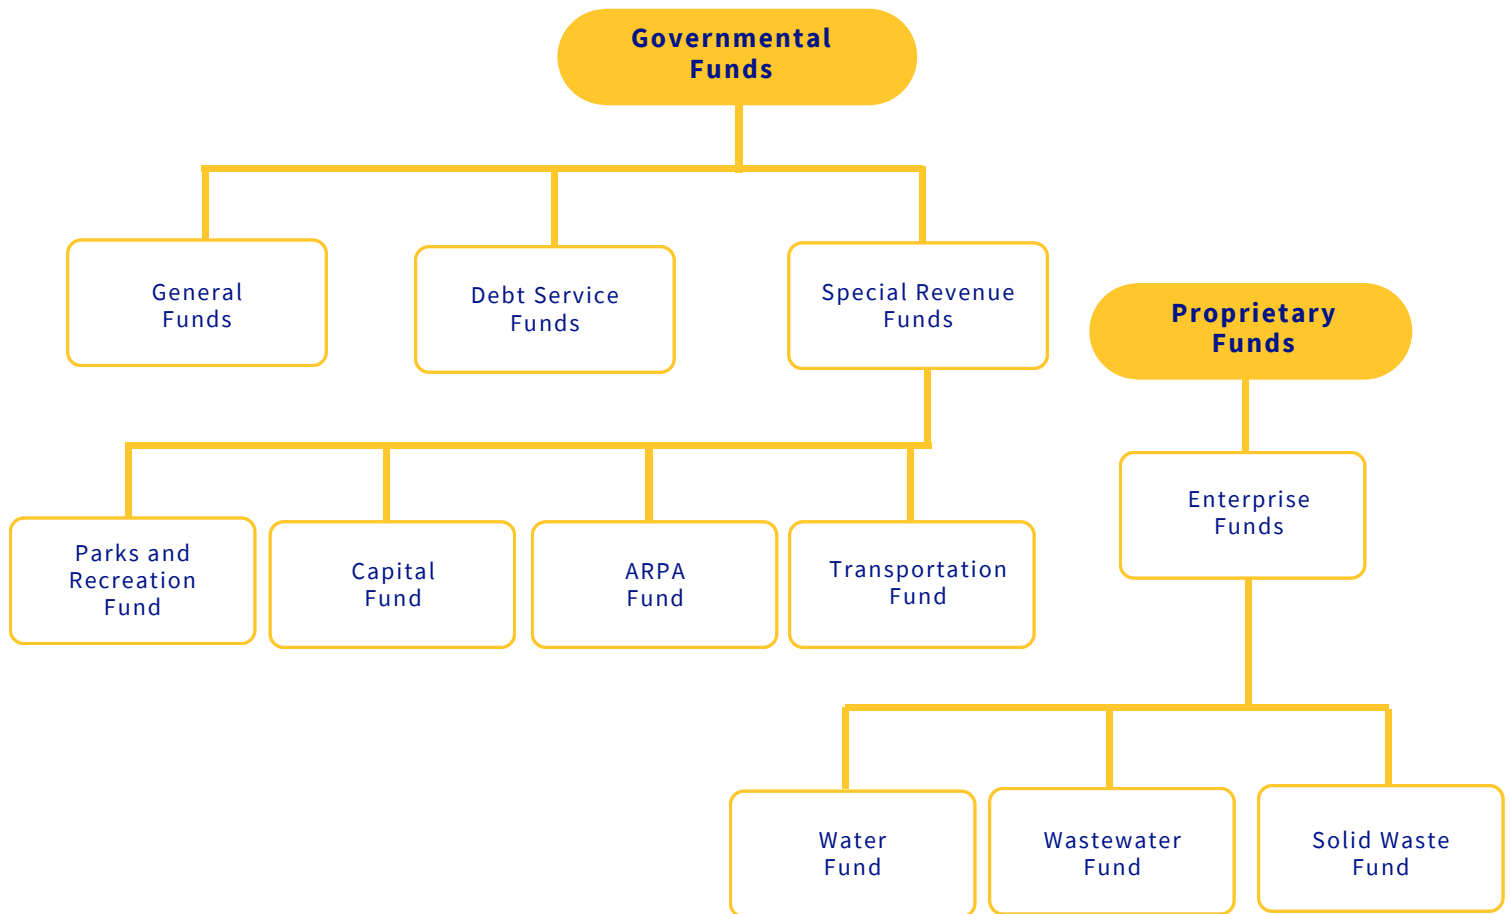 Governmental
Funds
General
Funds
Debt Service
Funds
Special Revenue
Funds
Proprietary
Funds
Enterprise
Funds
Parks and
Recreation
Fund
Capital
Fund
ARPA
Fund
Transportation
Fund
Water
Fund
Wastewater
Fund
Solid Waste
Fund